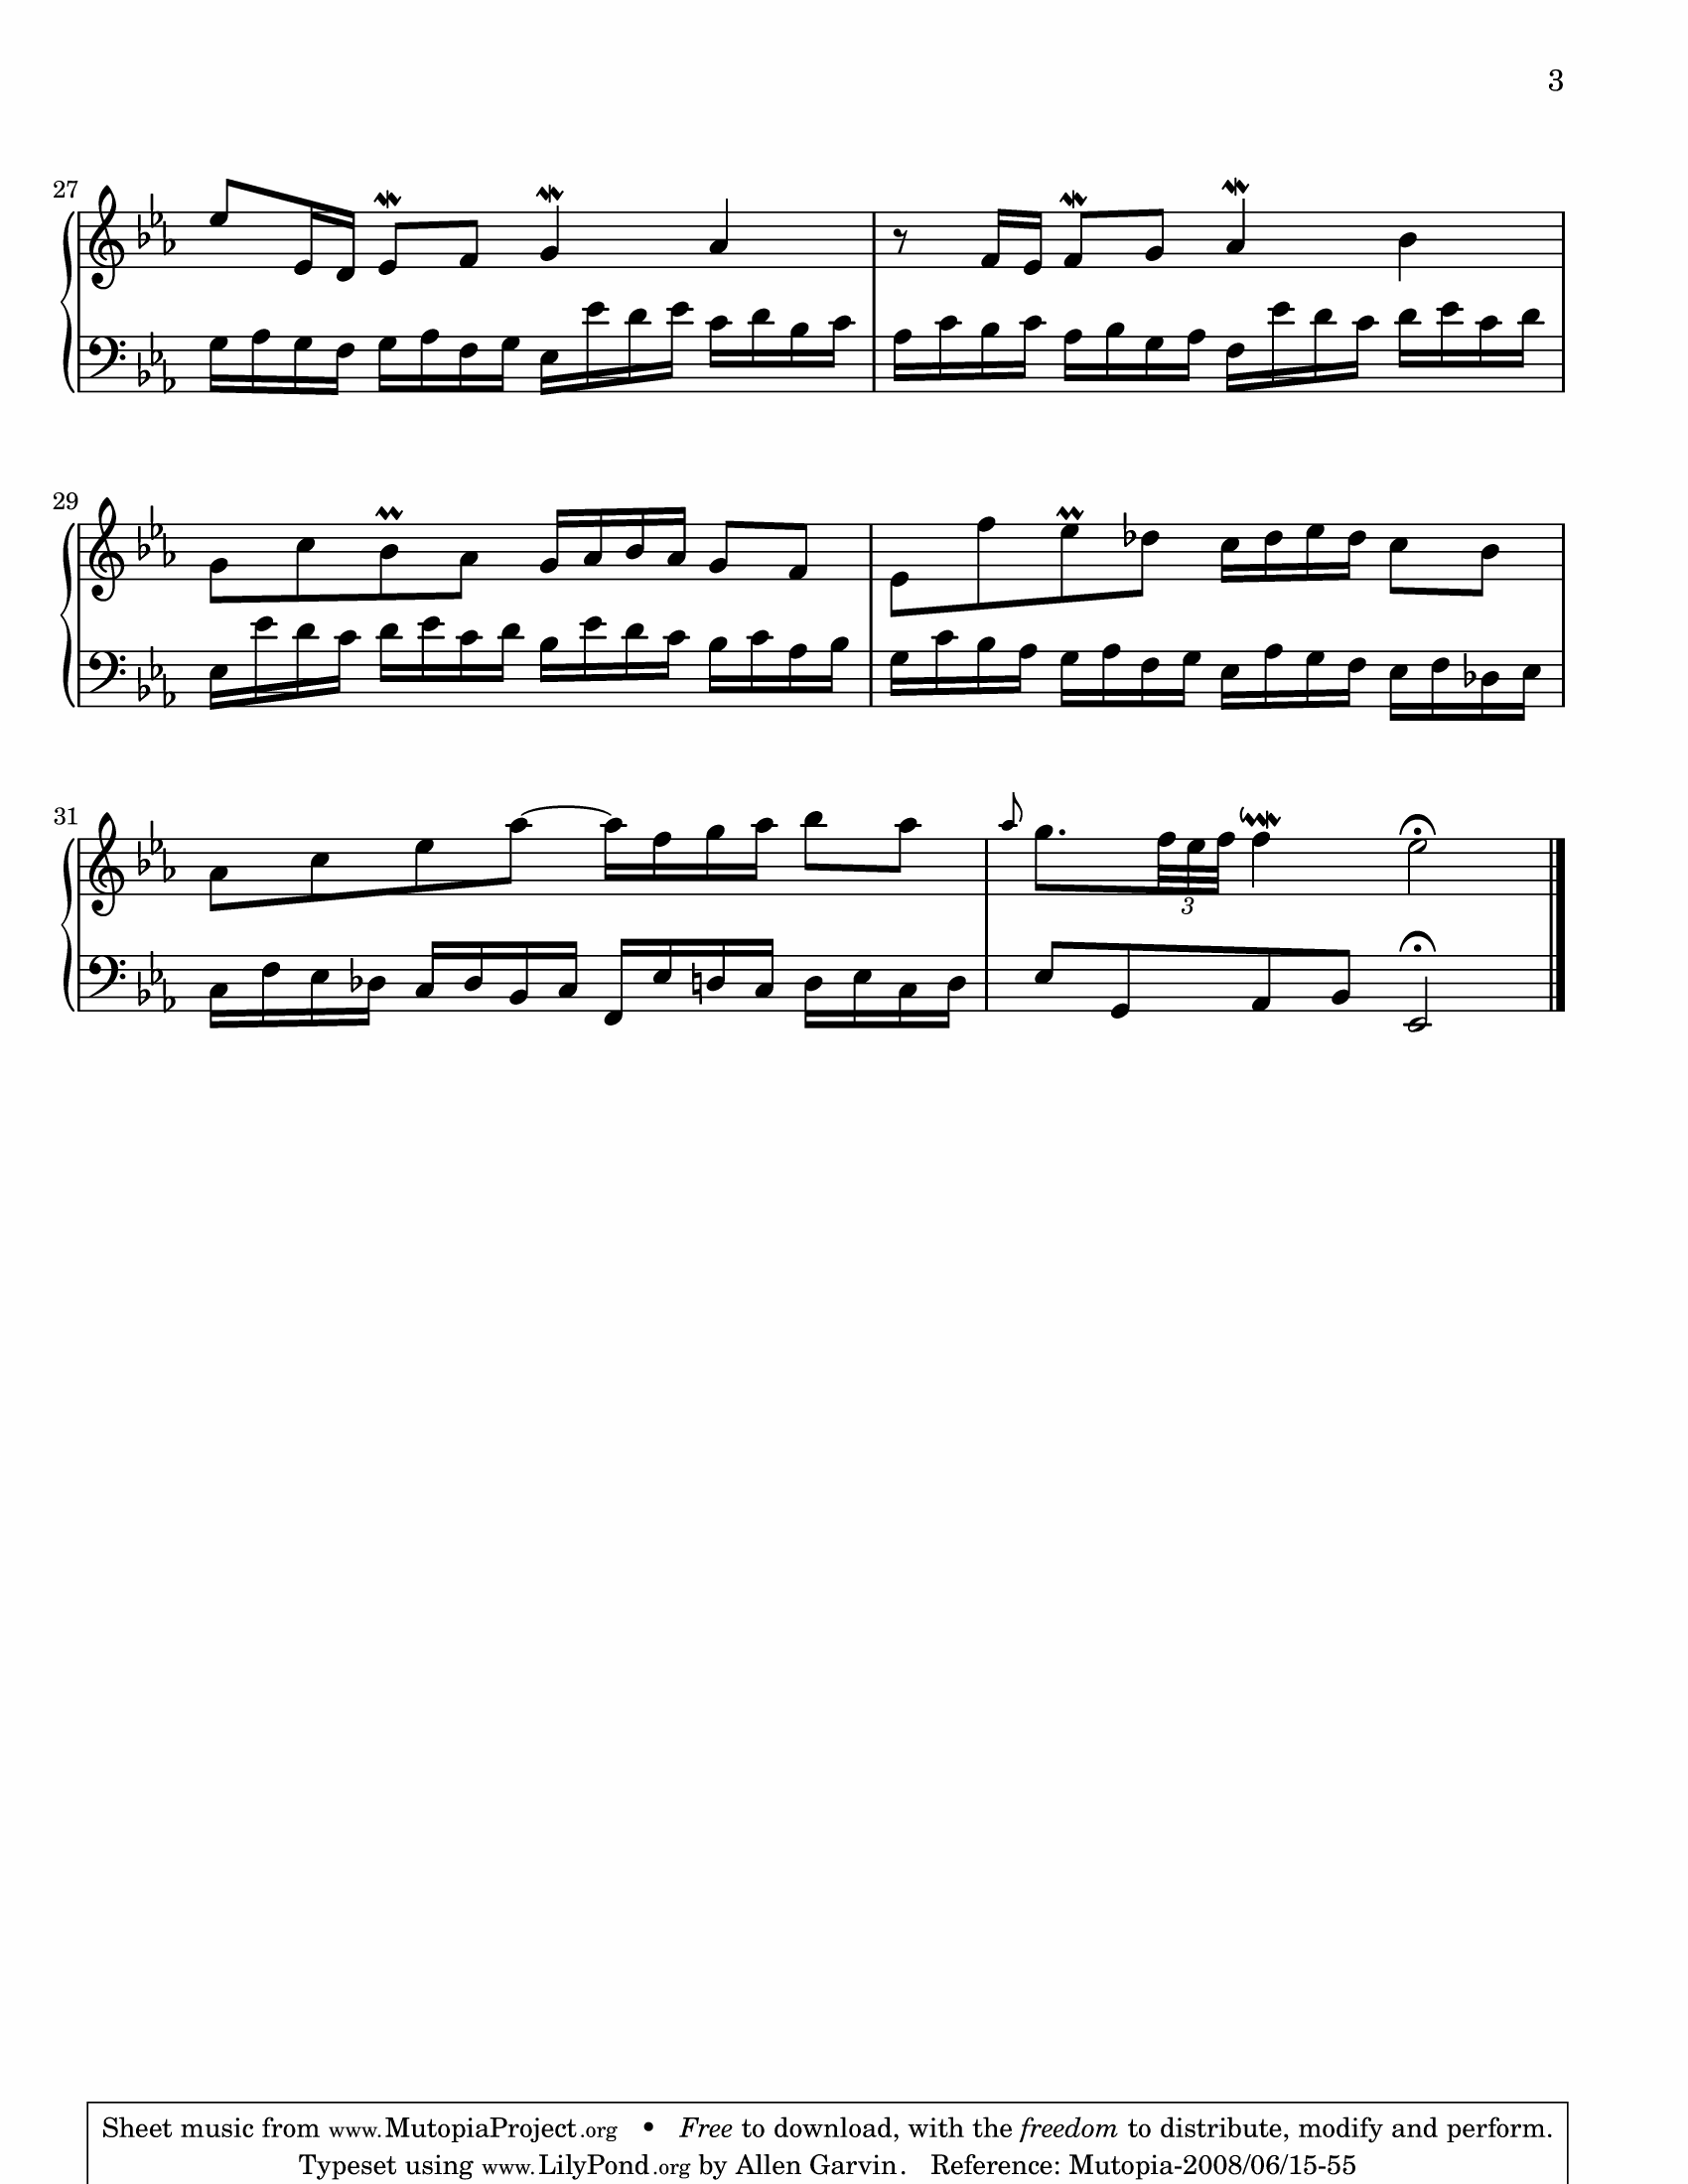 3
27
29
31
3
Sheet music from www.MutopiaProject.org • Free to download, with the freedom to distribute, modify and perform.
Typeset using www.LilyPond.org by Allen Garvin. Reference: Mutopia-2008/06/15-55